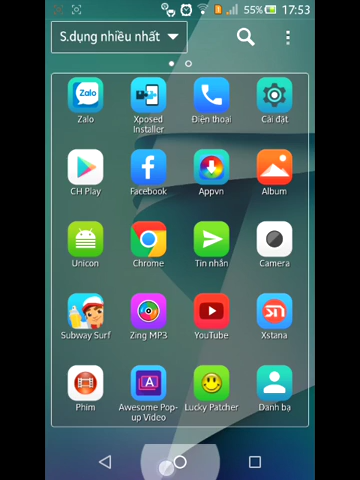 55% 17:53
S.dụng nhiều nhất
Zalo
Zalo
Xposed
Installer
Điện thoại
Cài đặt
CH Play
Facebook
Appvn
Album
Unicon
Chrome
Tin nhắn
Camera
Subway Surf
Zing MP3
YouTube
Xstana
Phim
Awesome Pop-
up Video
Lucky Patcher
Danh bạ